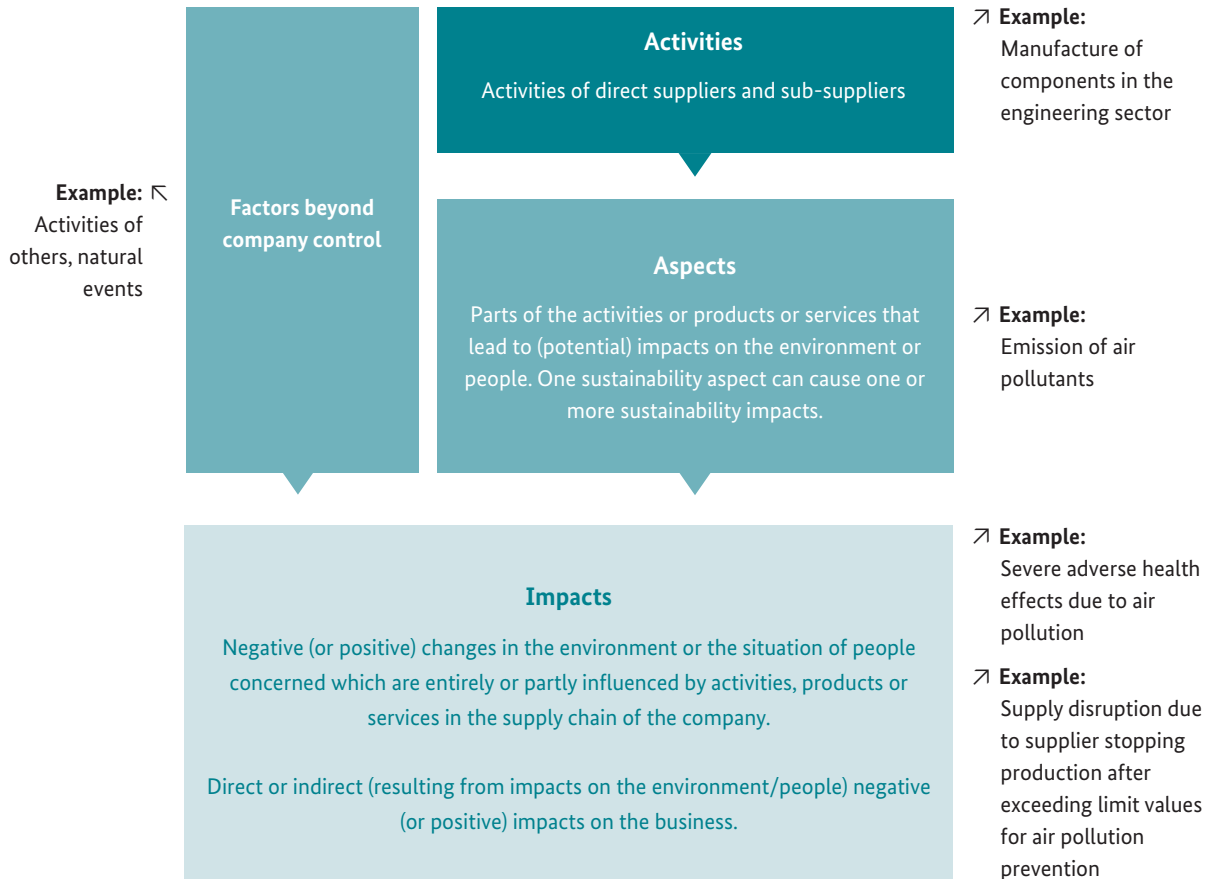 Example:
Activities of
others, natural
events
Factors beyond
company control
Activities
Activities of direct suppliers and sub-suppliers
Example:
Manufacture of
components in the
engineering sector
Aspects
Parts of the activities or products or services that
lead to (potential) impacts on the environment or
people. One sustainability aspect can cause one or
more sustainability impacts.
Example:
Emission of air
pollutants
Impacts
Negative (or positive) changes in the environment or the situation of people
concerned which are entirely or partly influenced by activities, products or
services in the supply chain of the company.
Direct or indirect (resulting from impacts on the environment/people) negative
(or positive) impacts on the business.
Example:
Severe adverse health
effects due to air
pollution
Example:
Supply disruption due
to supplier stopping
production after
exceeding limit values
for air pollution
prevention